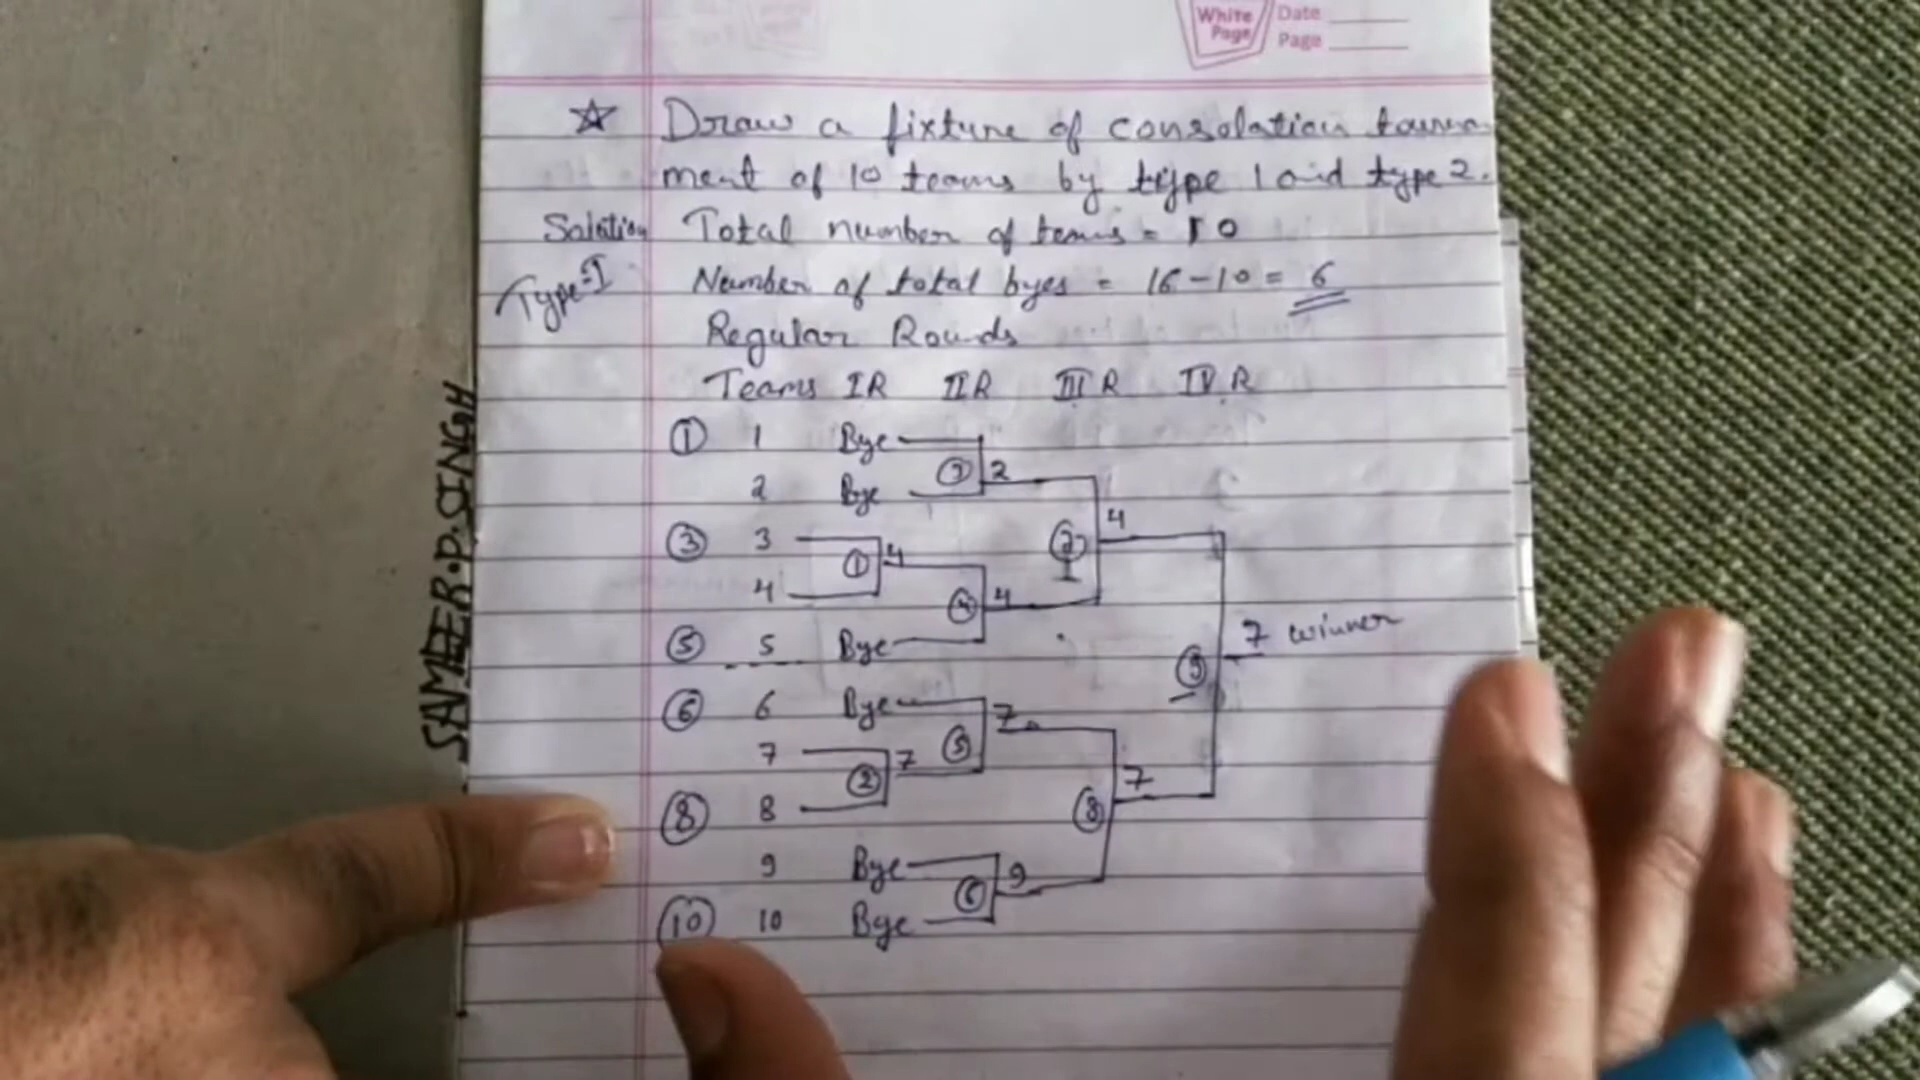 White Page
Date
Page
☆ Draw a fixture of consolation tourna
ment of 10 teams by type 1 and type 2.
Solution Total number of teams = 10
Type-I Number of total byes = 16-10 = 6
Regular Rounds
Teams IR IIR III R IV R
① 1 Bye
③ 2
2 Bye
4
③ 3
① 4
⑦
4
④ 4
⑤ 5 Bye
7 winner
⑨
⑥ 6 Bye
7
7
② 7
⑤
7
⑧ 8
⑧
9 Bye
⑥ 9
⑩ 10 Bye
SAMEER.P.SINGH